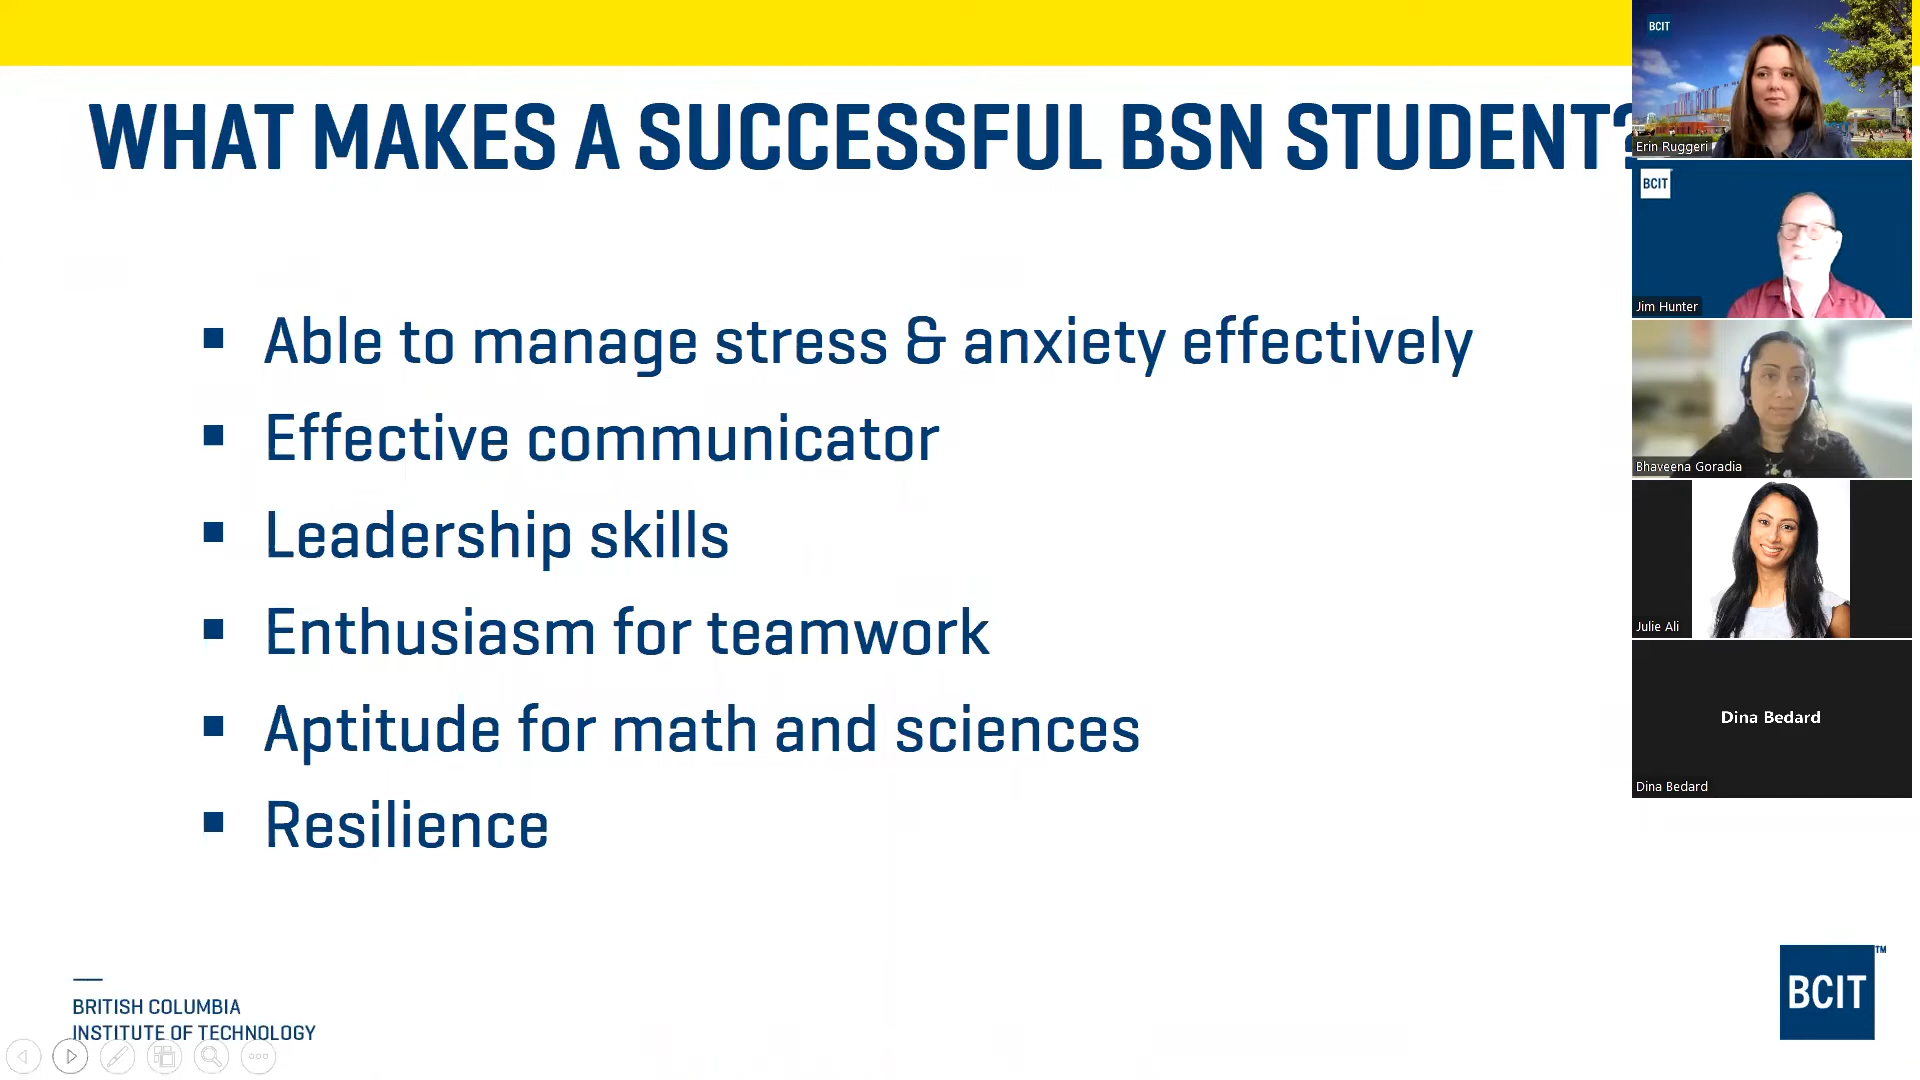 WHAT MAKES A SUCCESSFUL BSN STUDENT?
▪ Able to manage stress & anxiety effectively
▪ Effective communicator
▪ Leadership skills
▪ Enthusiasm for teamwork
▪ Aptitude for math and sciences
▪ Resilience
BRITISH COLUMBIA
INSTITUTE OF TECHNOLOGY
BCIT
Erin Ruggeri
BCIT
Jim Hunter
Bhaveena Goradia
Julie Ali
Dina Bedard
Dina Bedard
BCIT™